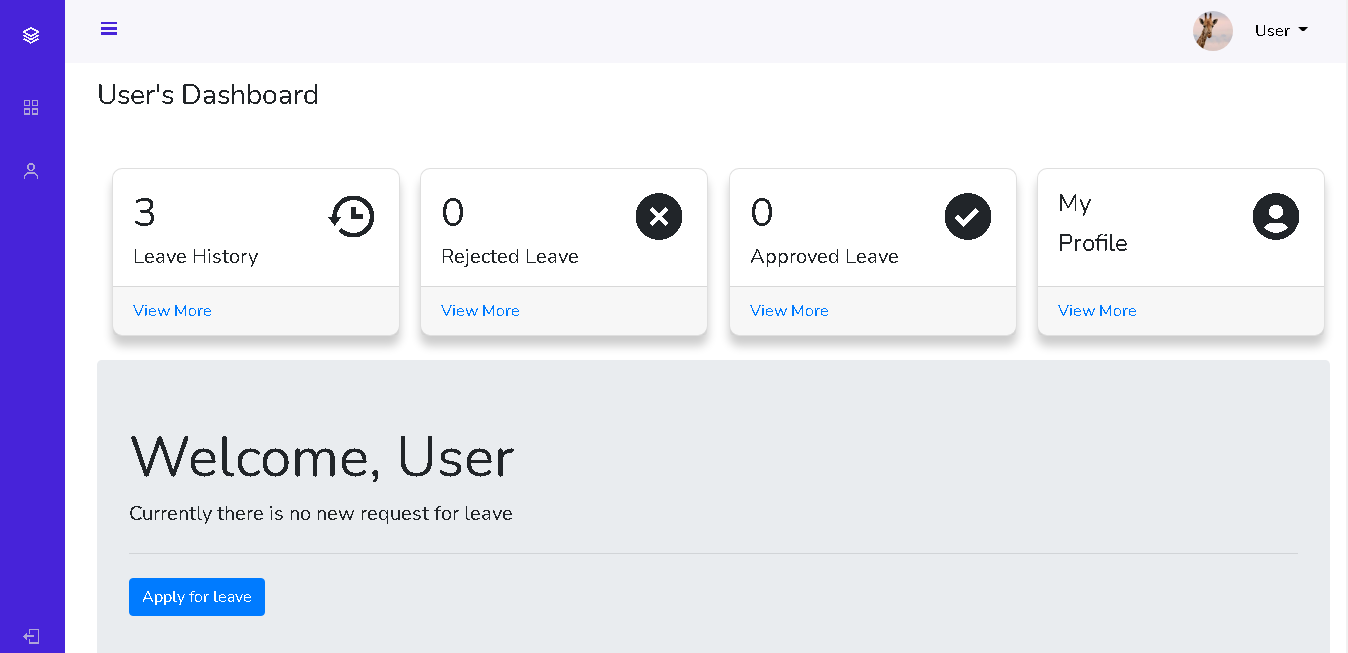 User
User's Dashboard
3
Leave History
View More
0
Rejected Leave
View More
0
Approved Leave
View More
My
Profile
View More
Welcome, User
Currently there is no new request for leave
Apply for leave